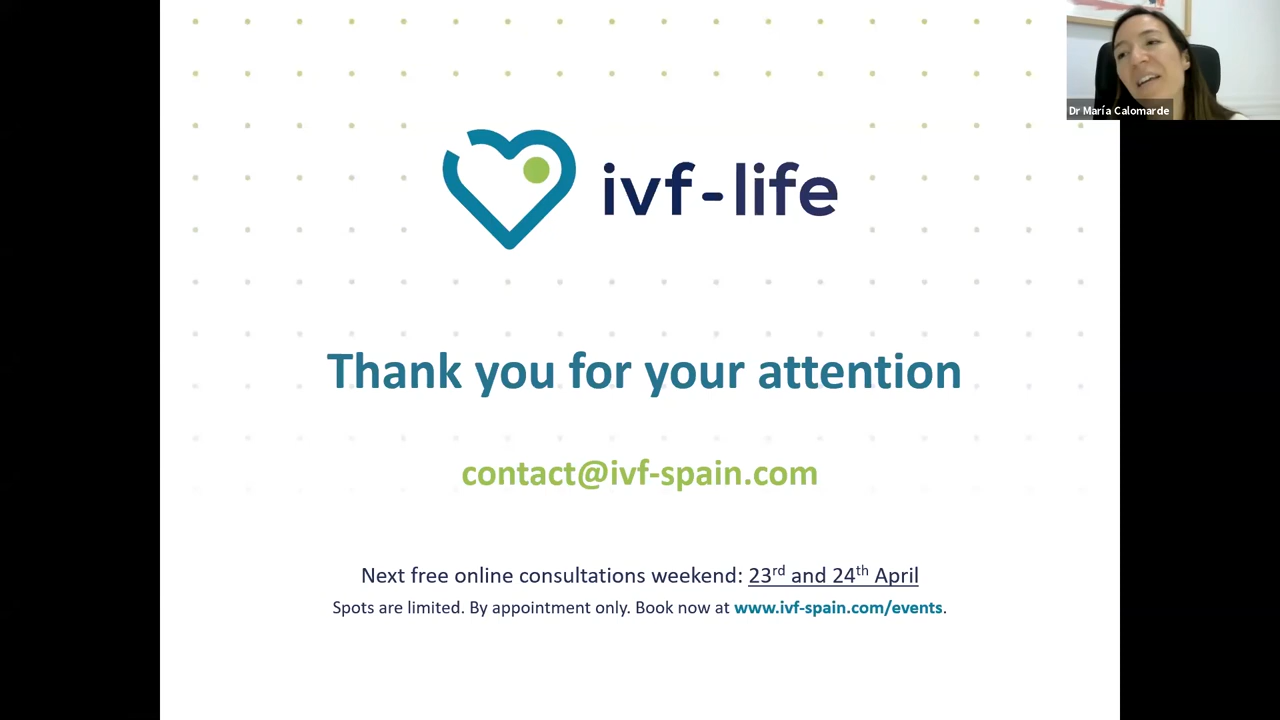 Dr María Calomarde
ivf-life
Thank you for your attention
contact@ivf-spain.com
Next free online consultations weekend: 23rd and 24th April
Spots are limited. By appointment only. Book now at www.ivf-spain.com/events.